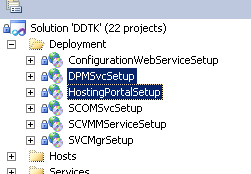 Solution 'DDTK' (22 projects)
Deployment
ConfigurationWebServiceSetup
DPMSvcSetup
HostingPortalSetup
SCOMSvcSetup
SCVMMServiceSetup
SVCMgrSetup
Hosts
Services